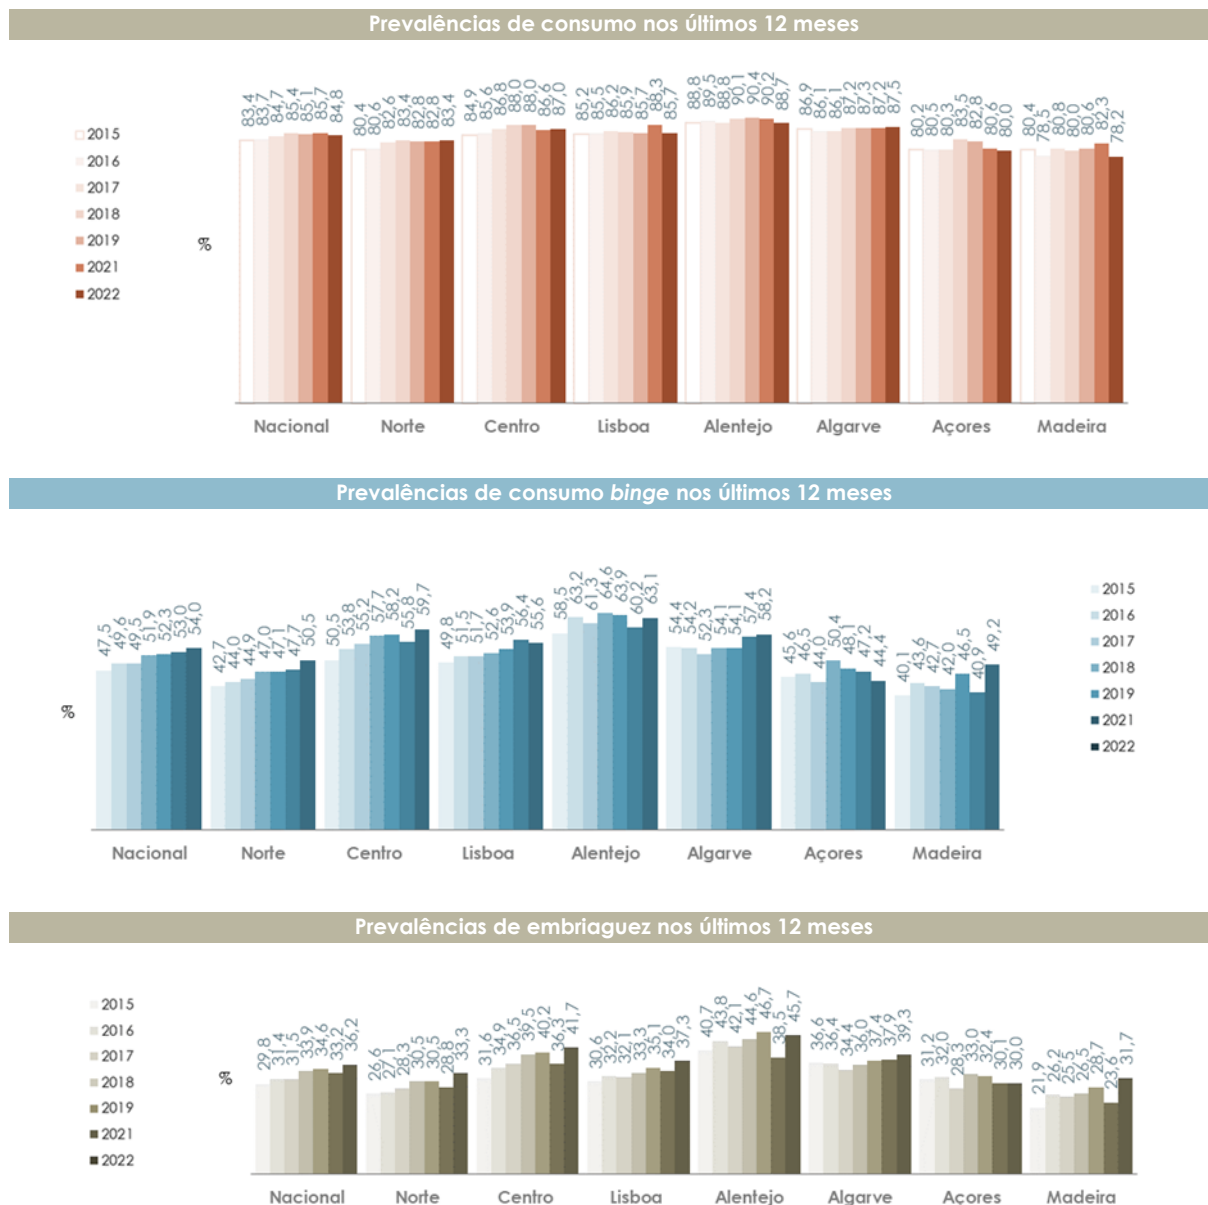 Prevalências de consumo nos últimos 12 meses
83,4 83,7 84,7 85,4 85,1 85,7 84,8
80,4 80,6 82,6 83,4 82,8 82,8 83,4
84,9 85,6 86,8 88,0 88,0 86,6 87,0
85,2 85,5 86,2 85,9 85,7 88,3 85,7
88,8 89,5 88,8 90,1 90,4 90,2 88,7
86,9 86,1 86,1 87,2 87,3 87,2 87,5
80,2 80,5 80,3 83,5 82,8 80,6 80,0
80,4 78,5 80,8 80,0 80,6 82,3 78,2
2015
2016
2017
2018
2019
2021
2022
%
Nacional Norte Centro Lisboa Alentejo Algarve Açores Madeira
Prevalências de consumo binge nos últimos 12 meses
47,5 49,6 49,5 51,9 52,3 53,0 54,0
42,7 44,0 44,9 47,0 47,1 47,7 50,5
50,5 53,8 55,2 57,7 58,2 55,8 59,7
49,8 51,5 51,7 52,6 53,9 56,4 55,6
58,5 63,2 61,3 64,6 63,9 60,2 63,1
54,4 54,2 52,3 54,1 54,1 57,4 58,2
45,6 46,5 44,0 50,4 48,1 47,2 44,4
40,1 43,6 42,7 42,0 46,5 40,9 49,2
2015
2016
2017
2018
2019
2021
2022
%
Nacional Norte Centro Lisboa Alentejo Algarve Açores Madeira
Prevalências de embriaguez nos últimos 12 meses
29,8 31,4 31,5 33,9 34,6 33,2 36,2
26,6 27,1 28,3 30,5 30,5 28,8 33,3
31,6 34,9 36,5 39,5 40,2 36,3 41,7
30,6 32,2 32,1 33,3 35,1 34,0 37,3
40,7 43,8 42,1 44,6 46,7 38,5 45,7
36,6 36,4 34,4 36,0 37,4 37,9 39,3
31,2 32,0 28,3 33,0 32,4 30,1 30,0
21,9 26,2 25,5 26,5 28,7 23,6 31,7
2015
2016
2017
2018
2019
2021
2022
%
Nacional Norte Centro Lisboa Alentejo Algarve Açores Madeira